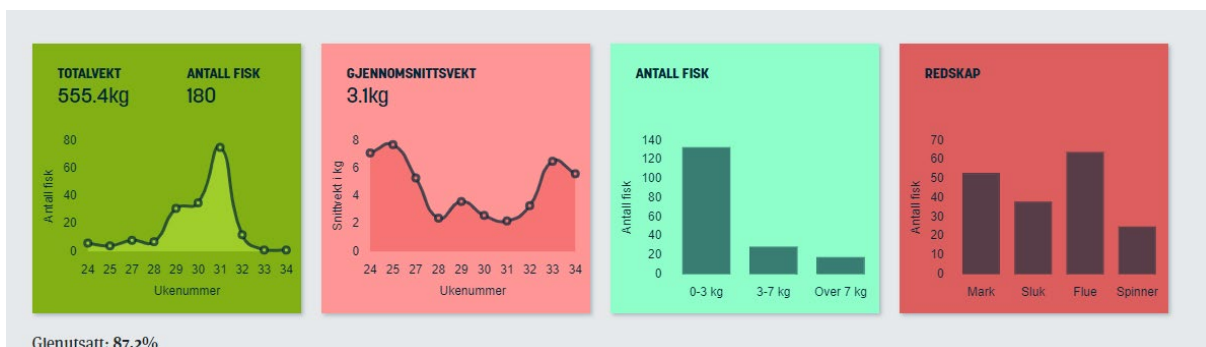 TOTALVEKT
555.4kg
ANTALL FISK
180
80
60
40
20
0
Antall fisk
24 25 27 28 29 30 31 32 33 34
Ukenummer
GJENNOMSNITTSVEKT
3.1kg
8
6
4
2
0
Snittvekt i kg
24 25 27 28 29 30 31 32 33 34
Ukenummer
ANTALL FISK
140
120
100
80
60
40
20
0
Antall fisk
0-3 kg 3-7 kg Over 7 kg
REDSKAP
70
60
50
40
30
20
10
0
Antall fisk
Mark Sluk Flue Spinner
Gjenutsatt: 87.2%